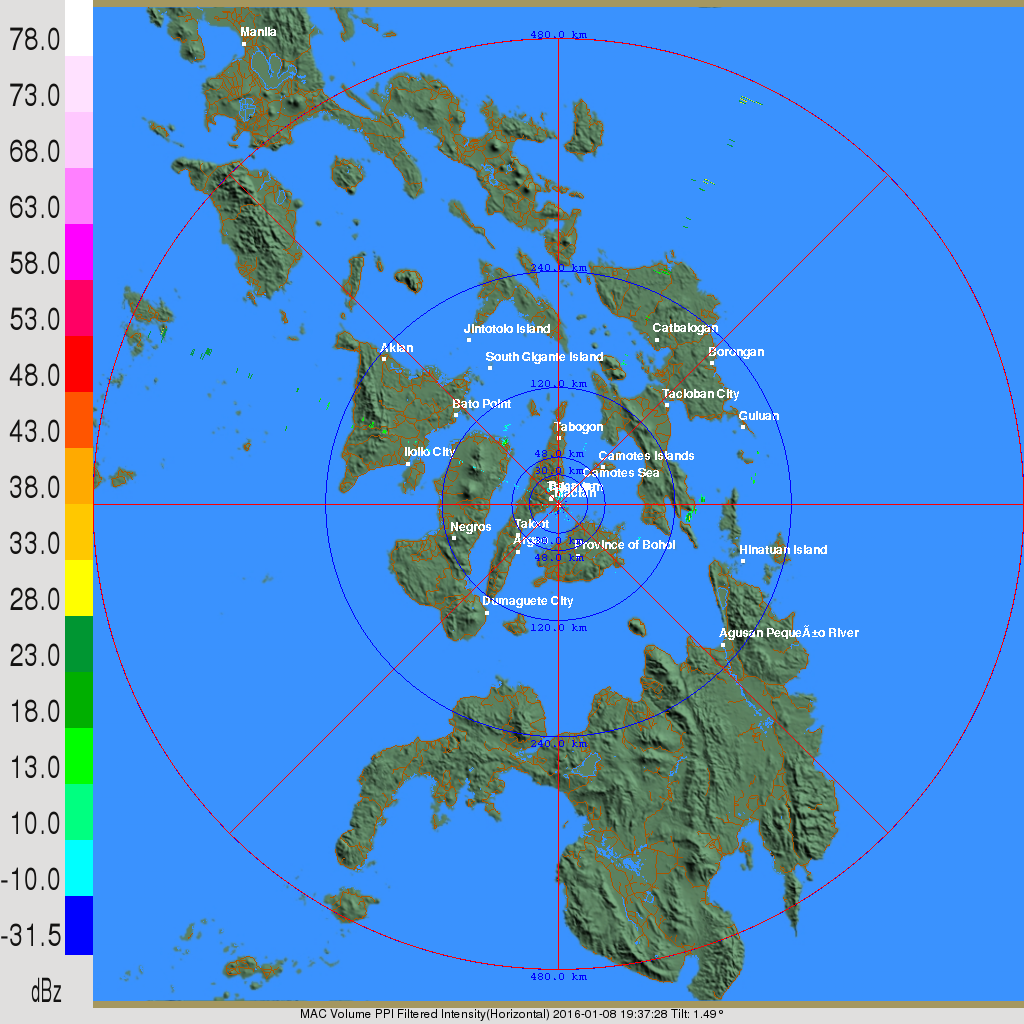 78.0
73.0
68.0
63.0
58.0
53.0
48.0
43.0
38.0
33.0
28.0
23.0
18.0
13.0
10.0
-10.0
-31.5
dBz
Manila
480.0 km
240.0 km
Jintotolo Island
Catbalogan
Aklan
South Gigante Island
Borongan
120.0 km
Tacloban City
Bato Point
Guiuan
Tabogon
48.0 km
Iloilo City
Camotes Islands
30.0 km
Camotes Sea
Mactan
Negros
Talcot
30.0 km
Province of Bohol
48.0 km
Hinatuan Island
Dumaguete City
120.0 km
Agusan PequeÃ±o River
240.0 km
480.0 km
MAC Volume PPI Filtered Intensity(Horizontal) 2016-01-08 19:37:28 Tilt: 1.49°